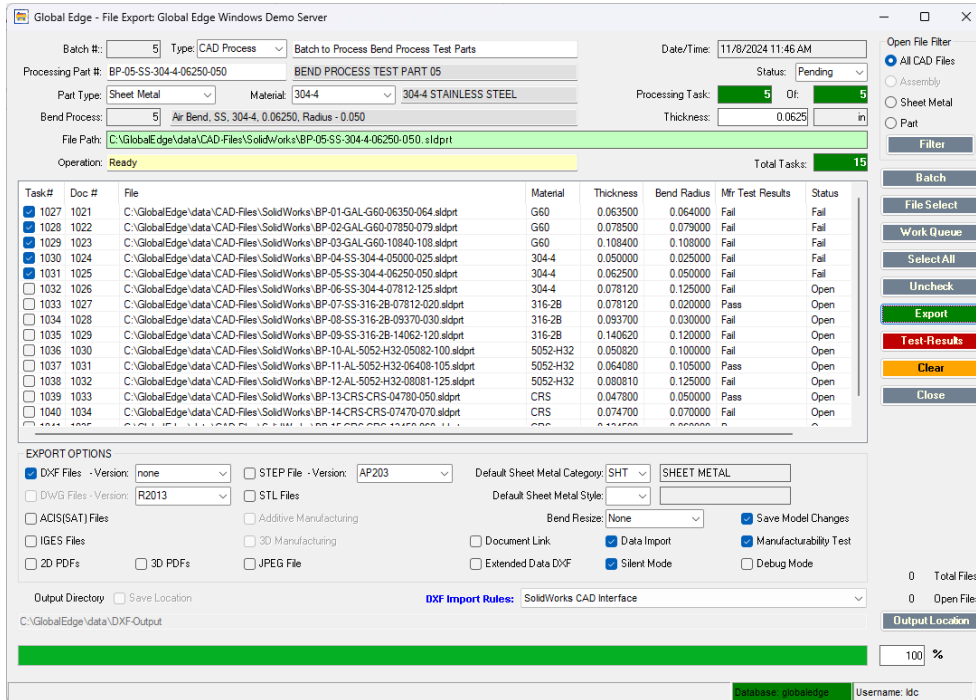 Global Edge - File Export: Global Edge Windows Demo Server
Batch #:: 5 Type: CAD Process Batch to Process Bend Process Test Parts Date/Time: 11/8/2024 11:46 AM
Processing Part #: BP-05-SS-304-4-06250-050 BEND PROCESS TEST PART 05 Status: Pending
Part Type: Sheet Metal Material: 304-4 304-4 STAINLESS STEEL Processing Task: 5 Of: 5
Bend Process: 5 Air Bend, SS, 304-4, 0.06250, Radius - 0.050 Thickness: 0.0625 in
File Path: C:\GlobalEdge\data\CAD-Files\SolidWorks\BP-05-SS-304-4-06250-050.sldprt
Operation: Ready Total Tasks: 15
Open File Filter
All CAD Files
Assembly
Sheet Metal
Part
Filter
Batch
File Select
Work Queue
Select All
Uncheck
Export
Test-Results
Clear
Close
Task# Doc # File Material Thickness Bend Radius Mfr Test Results Status
1027 1021 C:\GlobalEdge\data\CAD-Files\SolidWorks\BP-01-GAL-G60-06350-064.sldprt G60 0.063500 0.064000 Fail Fail
1028 1022 C:\GlobalEdge\data\CAD-Files\SolidWorks\BP-02-GAL-G60-07850-079.sldprt G60 0.078500 0.079000 Fail Fail
1029 1023 C:\GlobalEdge\data\CAD-Files\SolidWorks\BP-03-GAL-G60-10840-108.sldprt G60 0.108400 0.108000 Fail Fail
1030 1024 C:\GlobalEdge\data\CAD-Files\SolidWorks\BP-04-SS-304-4-05000-025.sldprt 304-4 0.050000 0.025000 Fail Fail
1031 1025 C:\GlobalEdge\data\CAD-Files\SolidWorks\BP-05-SS-304-4-06250-050.sldprt 304-4 0.062500 0.050000 Fail Fail
1032 1026 C:\GlobalEdge\data\CAD-Files\SolidWorks\BP-06-SS-304-4-07812-125.sldprt 304-4 0.078120 0.125000 Fail Open
1033 1027 C:\GlobalEdge\data\CAD-Files\SolidWorks\BP-07-SS-316-2B-07812-020.sldprt 316-2B 0.078120 0.020000 Pass Open
1034 1028 C:\GlobalEdge\data\CAD-Files\SolidWorks\BP-08-SS-316-2B-09370-030.sldprt 316-2B 0.093700 0.030000 Fail Open
1035 1029 C:\GlobalEdge\data\CAD-Files\SolidWorks\BP-09-SS-316-2B-14062-120.sldprt 316-2B 0.140620 0.120000 Fail Open
1036 1030 C:\GlobalEdge\data\CAD-Files\SolidWorks\BP-10-AL-5052-H32-05082-100.sldprt 5052-H32 0.050820 0.100000 Fail Open
1037 1031 C:\GlobalEdge\data\CAD-Files\SolidWorks\BP-11-AL-5052-H32-06408-105.sldprt 5052-H32 0.064080 0.105000 Pass Open
1038 1032 C:\GlobalEdge\data\CAD-Files\SolidWorks\BP-12-AL-5052-H32-08081-125.sldprt 5052-H32 0.080810 0.125000 Fail Open
1039 1033 C:\GlobalEdge\data\CAD-Files\SolidWorks\BP-13-CRS-CRS-04780-050.sldprt CRS 0.047800 0.050000 Pass Open
1040 1034 C:\GlobalEdge\data\CAD-Files\SolidWorks\BP-14-CRS-CRS-07470-070.sldprt CRS 0.074700 0.070000 Fail Open
EXPORT OPTIONS
DXF Files - Version: none STEP File - Version: AP203 Default Sheet Metal Category: SHT SHEET METAL
DWG Files - Version: R2013 STL Files Default Sheet Metal Style:
ACIS(SAT) Files Additive Manufacturing Bend Resize: None Save Model Changes
IGES Files 3D Manufacturing Document Link Data Import Manufacturability Test
2D PDFs 3D PDFs JPEG File Extended Data DXF Silent Mode Debug Mode
0 Total Files
0 Open Files
Output Directory Save Location DXF Import Rules: SolidWorks CAD Interface
C:\GlobalEdge\data\DXF-Output Output Location
100 %
Database: globaledge Username: ldc